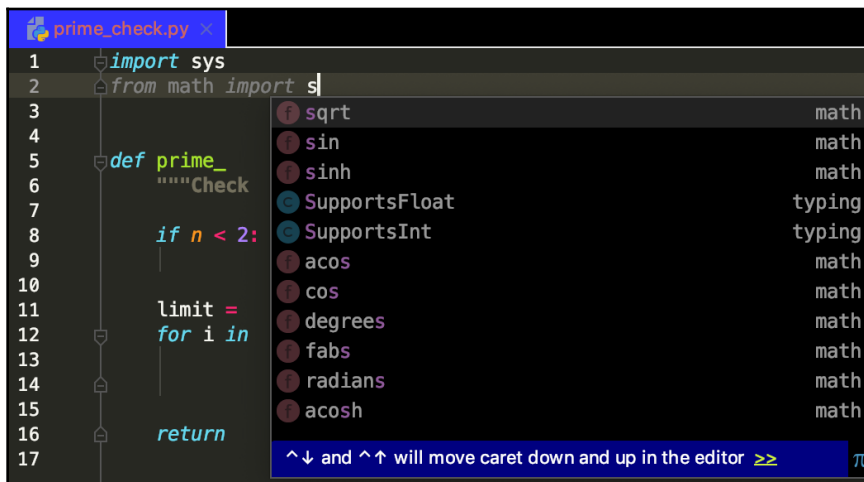 prime_check.py ×
1 import sys
2 from math import s
3
4
5 def prime_
6 """Check
7
8 if n < 2:
9
10
11 limit =
12 for i in
13
14
15
16 return
17
sqrt math
sin math
sinh math
SupportsFloat typing
SupportsInt typing
acos math
cos math
degrees math
fabs math
radians math
acosh math
^↓ and ^↑ will move caret down and up in the editor >> π